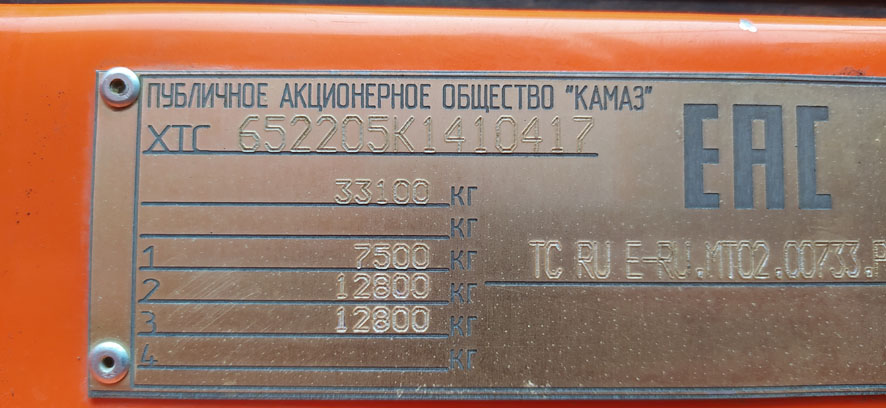 ПУБЛИЧНОЕ АКЦИОНЕРНОЕ ОБЩЕСТВО "КАМАЗ"
XTC 652205K1410417
EAC
33100 КГ
КГ
1 7500 КГ
TC RU E-RU.MT02.00733.P
2 12800 КГ
3 12800 КГ
4 КГ